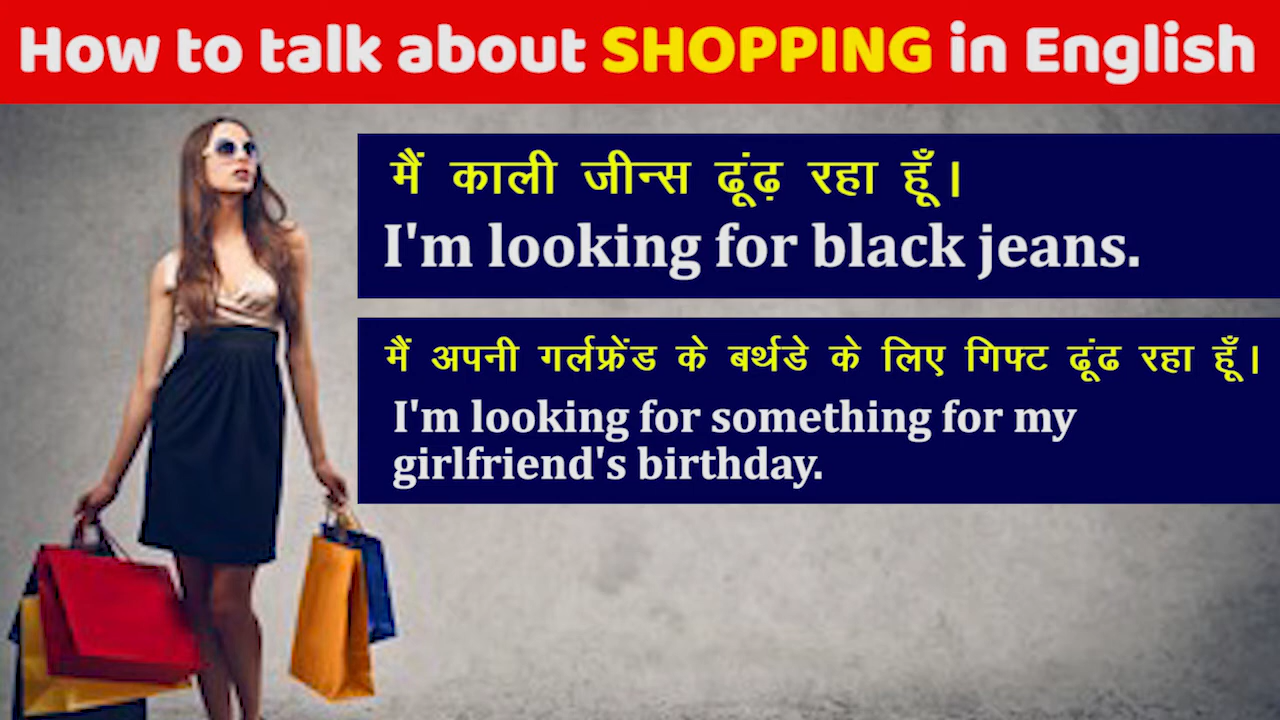 How to talk about SHOPPING in English
मैं काली जीन्स ढूंढ़ रहा हूँ।
I'm looking for black jeans.
मैं अपनी गर्लफ्रेंड के बर्थडे के लिए गिफ्ट ढूंढ रहा हूँ।
I'm looking for something for my
girlfriend's birthday.